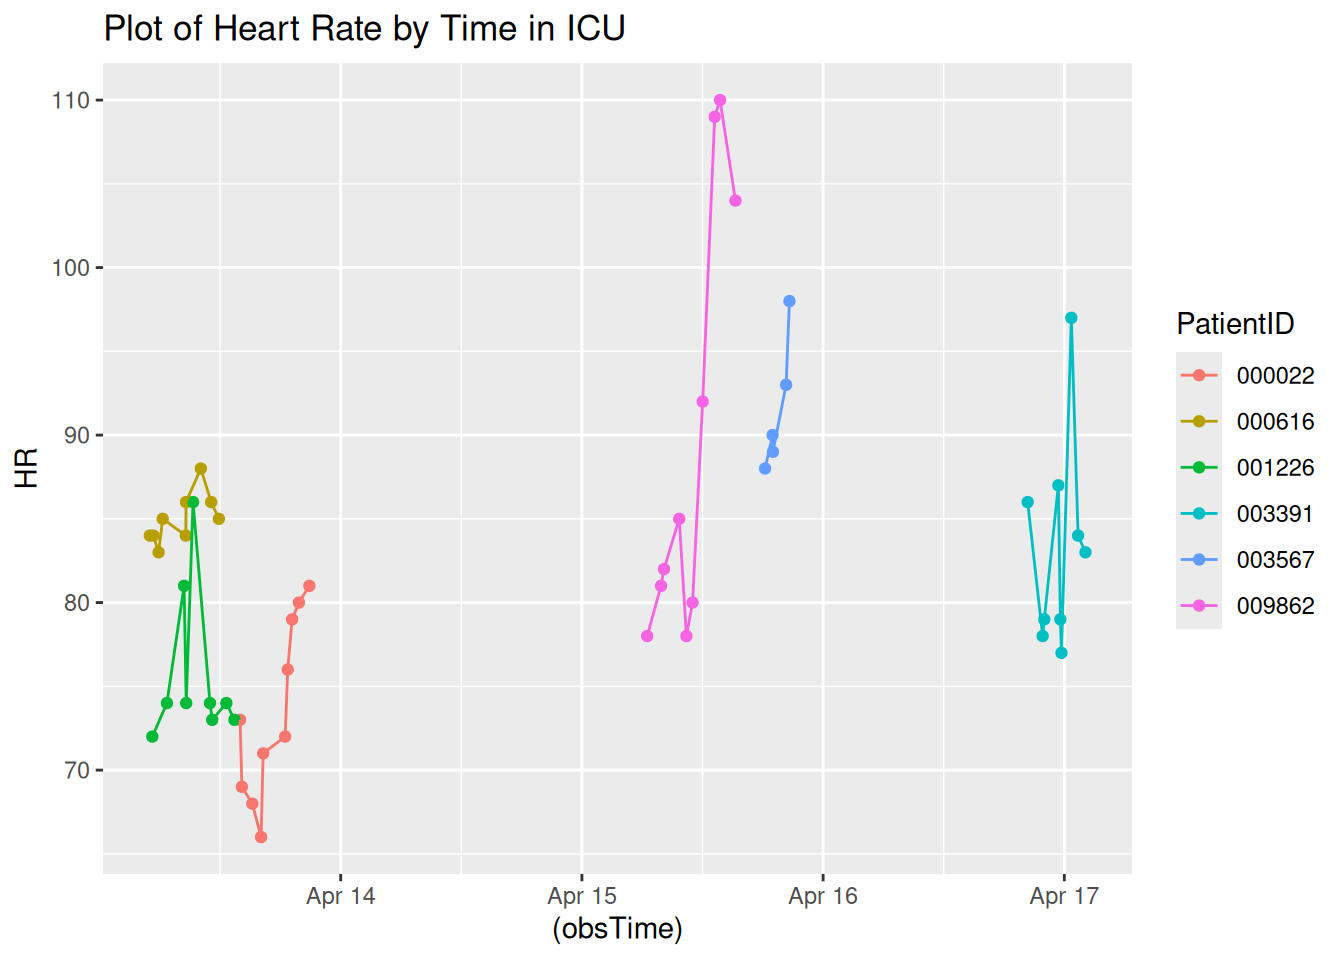 Plot of Heart Rate by Time in ICU
110
100
90
80
70
HR
Apr 14
Apr 15
Apr 16
Apr 17
(obsTime)
PatientID
000022
000616
001226
003391
003567
009862